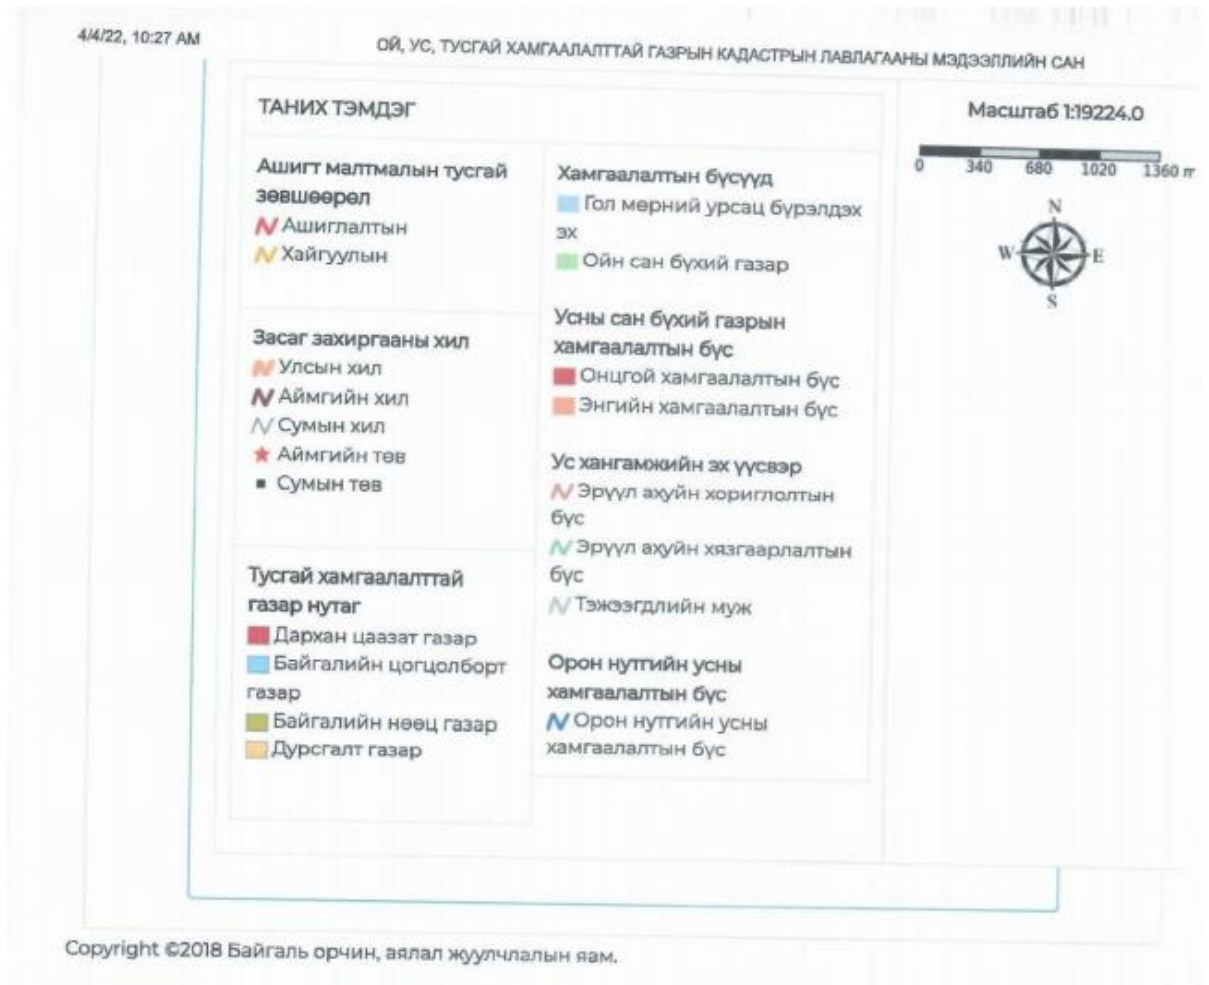 4/4/22, 10:27 AM
ОЙ, УС, ТУСГАЙ ХАМГААЛАЛТТАЙ ГАЗРЫН КАДАСТРЫН ЛАВЛАГААНЫ МЭДЭЭЛЛИЙН САН
ТАНИХ ТЭМДЭГ
Ашигт малтмалын тусгай
зөвшөөрөл
Ашиглалтын
Хайгуулын
Засаг захиргааны хил
Улсын хил
Аймгийн хил
Сумын хил
Аймгийн төв
Сумын төв
Тусгай хамгаалалттай
газар нутаг
Дархан цаазат газар
Байгалийн цогцолборт
газар
Байгалийн нөөц газар
Дурсгалт газар
Хамгаалалтын бүсүүд
Гол мөрний урсац бүрэлдэх
эх
Ойн сан бүхий газар
Усны сан бүхий газрын
хамгаалалтын бүс
Онцгой хамгаалалтын бүс
Энгийн хамгаалалтын бүс
Ус хангамжийн эх үүсвэр
Эрүүл ахуйн хориглолтын
бүс
Эрүүл ахуйн хязгаарлалтын
бүс
Тэжээгдлийн муж
Орон нутгийн усны
хамгаалалтын бүс
Орон нутгийн усны
хамгаалалтын бүс
Масштаб 1:19224.0
0 340 680 1020 1360 m
N
W E
S
Copyright ©2018 Байгаль орчин, аялал жуулчлалын яам.